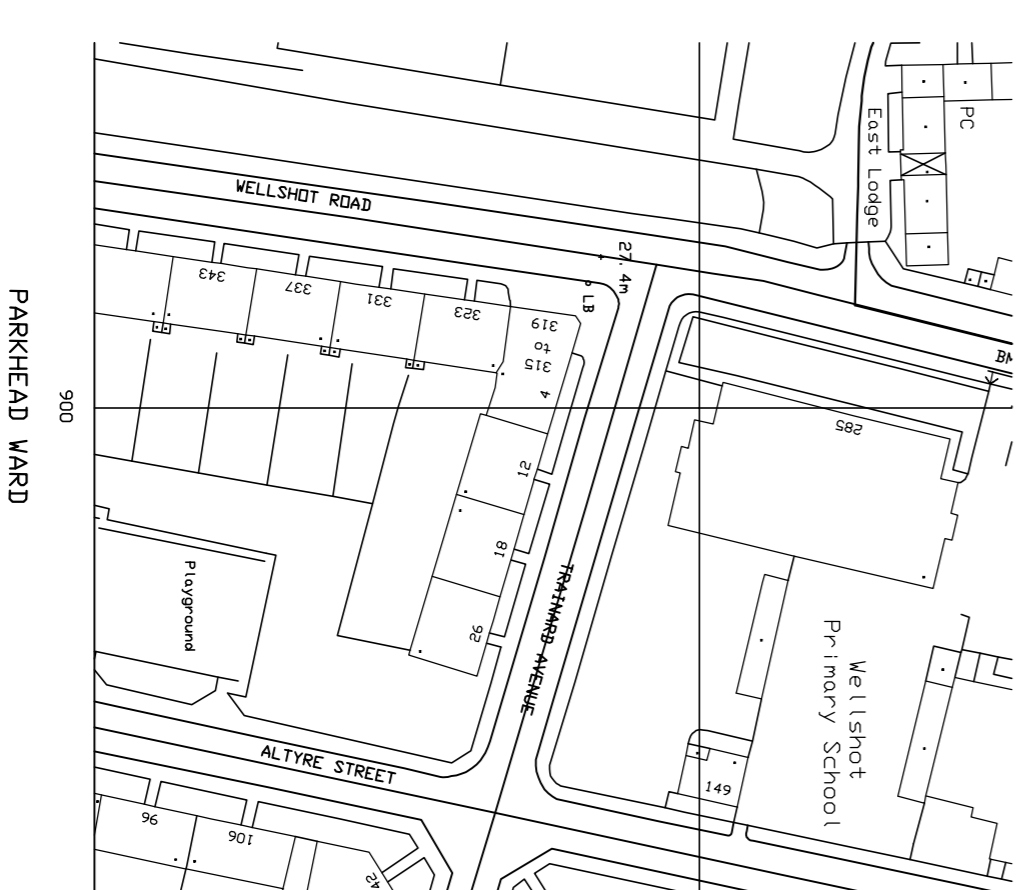 PC
East Lodge
WELLSHOT ROAD
27.4m
LB
343
337
331
323
319
to
315
4
BM
285
900
PARKHEAD WARD
12
18
26
TRAINARD AVENUE
Playground
Wellshot
Primary School
ALTYRE STREET
149
96
106
42